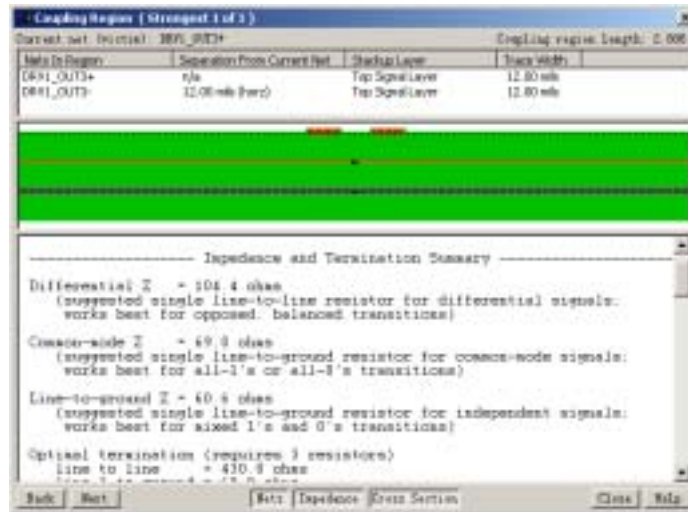 Coupling Region ( Strongest 1 of 1 )
Current net (victim) DRV1_OUT3+ Coupling region length: 2.000
Nets In Region Separation From Current Net Stackup Layer Trace Width
DRV1_OUT3+ n/a Top Signal Layer 12.00 mils
DRV1_OUT3- 12.00 mils (horz) Top Signal Layer 12.00 mils
Impedance and Termination Summary
Differential Z = 104.4 ohms
(suggested single line-to-line resistor for differential signals;
works best for opposed, balanced transitions)
Common-mode Z = 69.0 ohms
(suggested single line-to-ground resistor for common-mode signals;
works best for all-1's or all-0's transitions)
Line-to-ground Z = 60.6 ohms
(suggested single line-to-ground resistor for independent signals;
works best for mixed 1's and 0's transitions)
Optimal termination (requires 3 resistors)
line to line = 430.0 ohms
Back Next Nets Impedance Cross Section Close Help